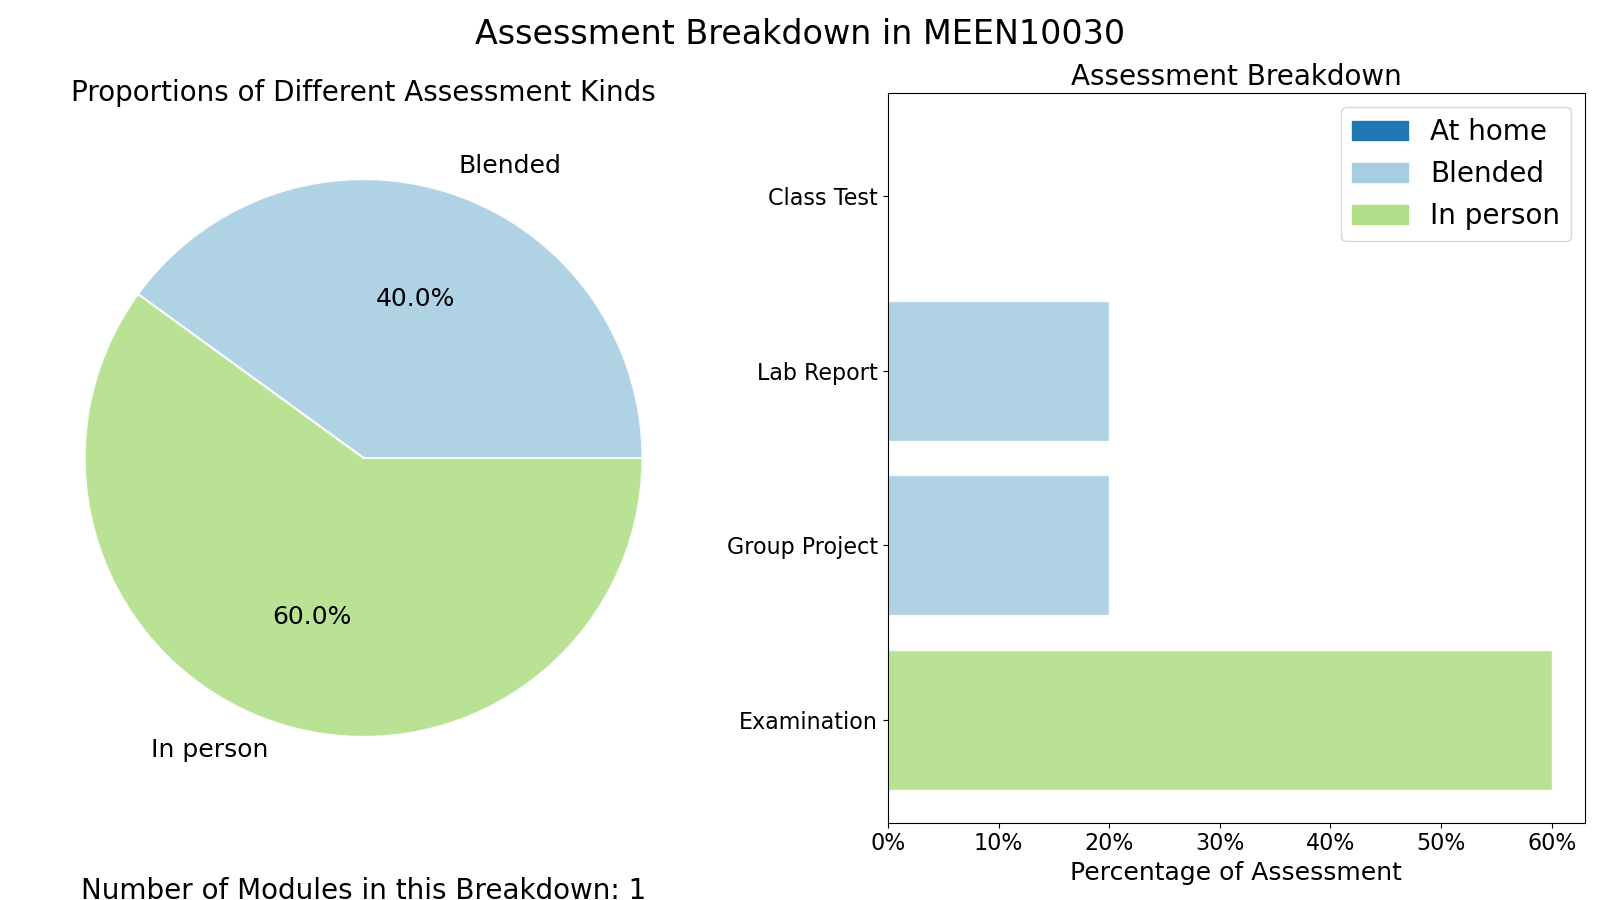 Assessment Breakdown in MEEN10030
Proportions of Different Assessment Kinds
Blended
40.0%
60.0%
In person
Number of Modules in this Breakdown: 1
Assessment Breakdown
At home
Blended
In person
Class Test
Lab Report
Group Project
Examination
0% 10% 20% 30% 40% 50% 60%
Percentage of Assessment